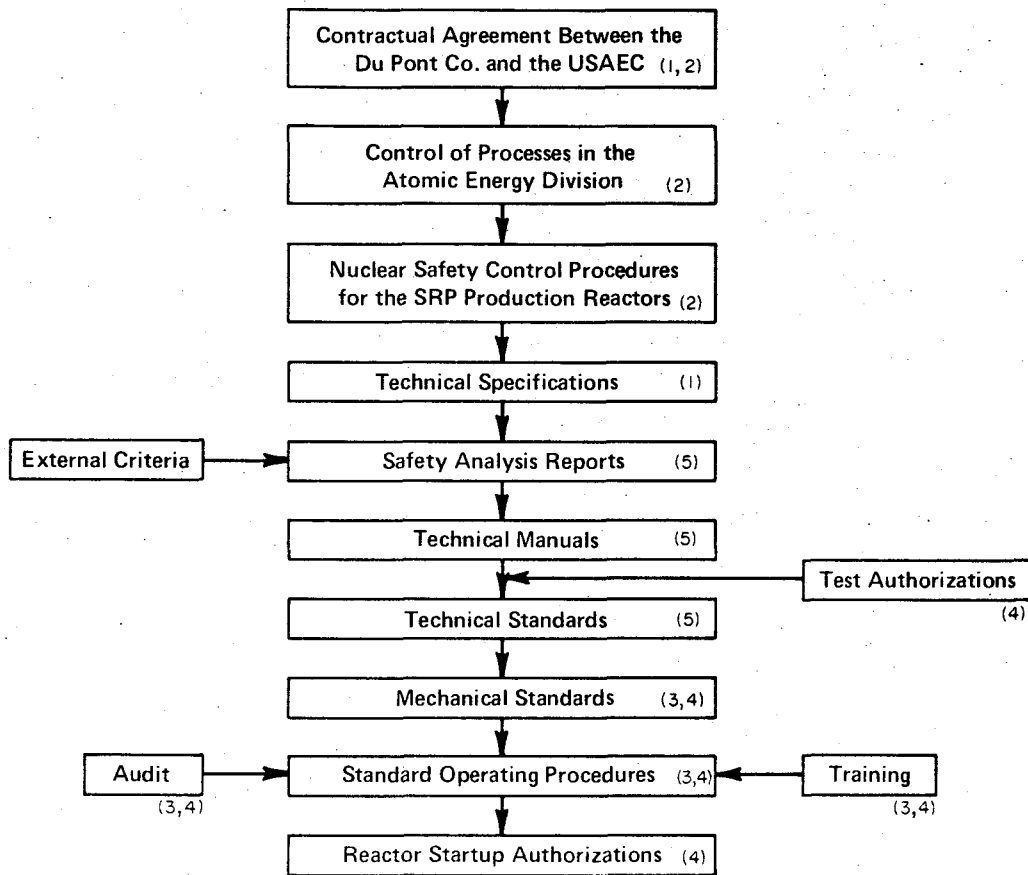 Contractual Agreement Between the
Du Pont Co. and the USAEC (1, 2)
Control of Processes in the
Atomic Energy Division (2)
Nuclear Safety Control Procedures
for the SRP Production Reactors (2)
Technical Specifications (1)
External Criteria
Safety Analysis Reports (5)
Technical Manuals (5)
Test Authorizations
(4)
Technical Standards (5)
Mechanical Standards (3,4)
Audit
(3,4)
Standard Operating Procedures (3,4)
Training
(3,4)
Reactor Startup Authorizations (4)